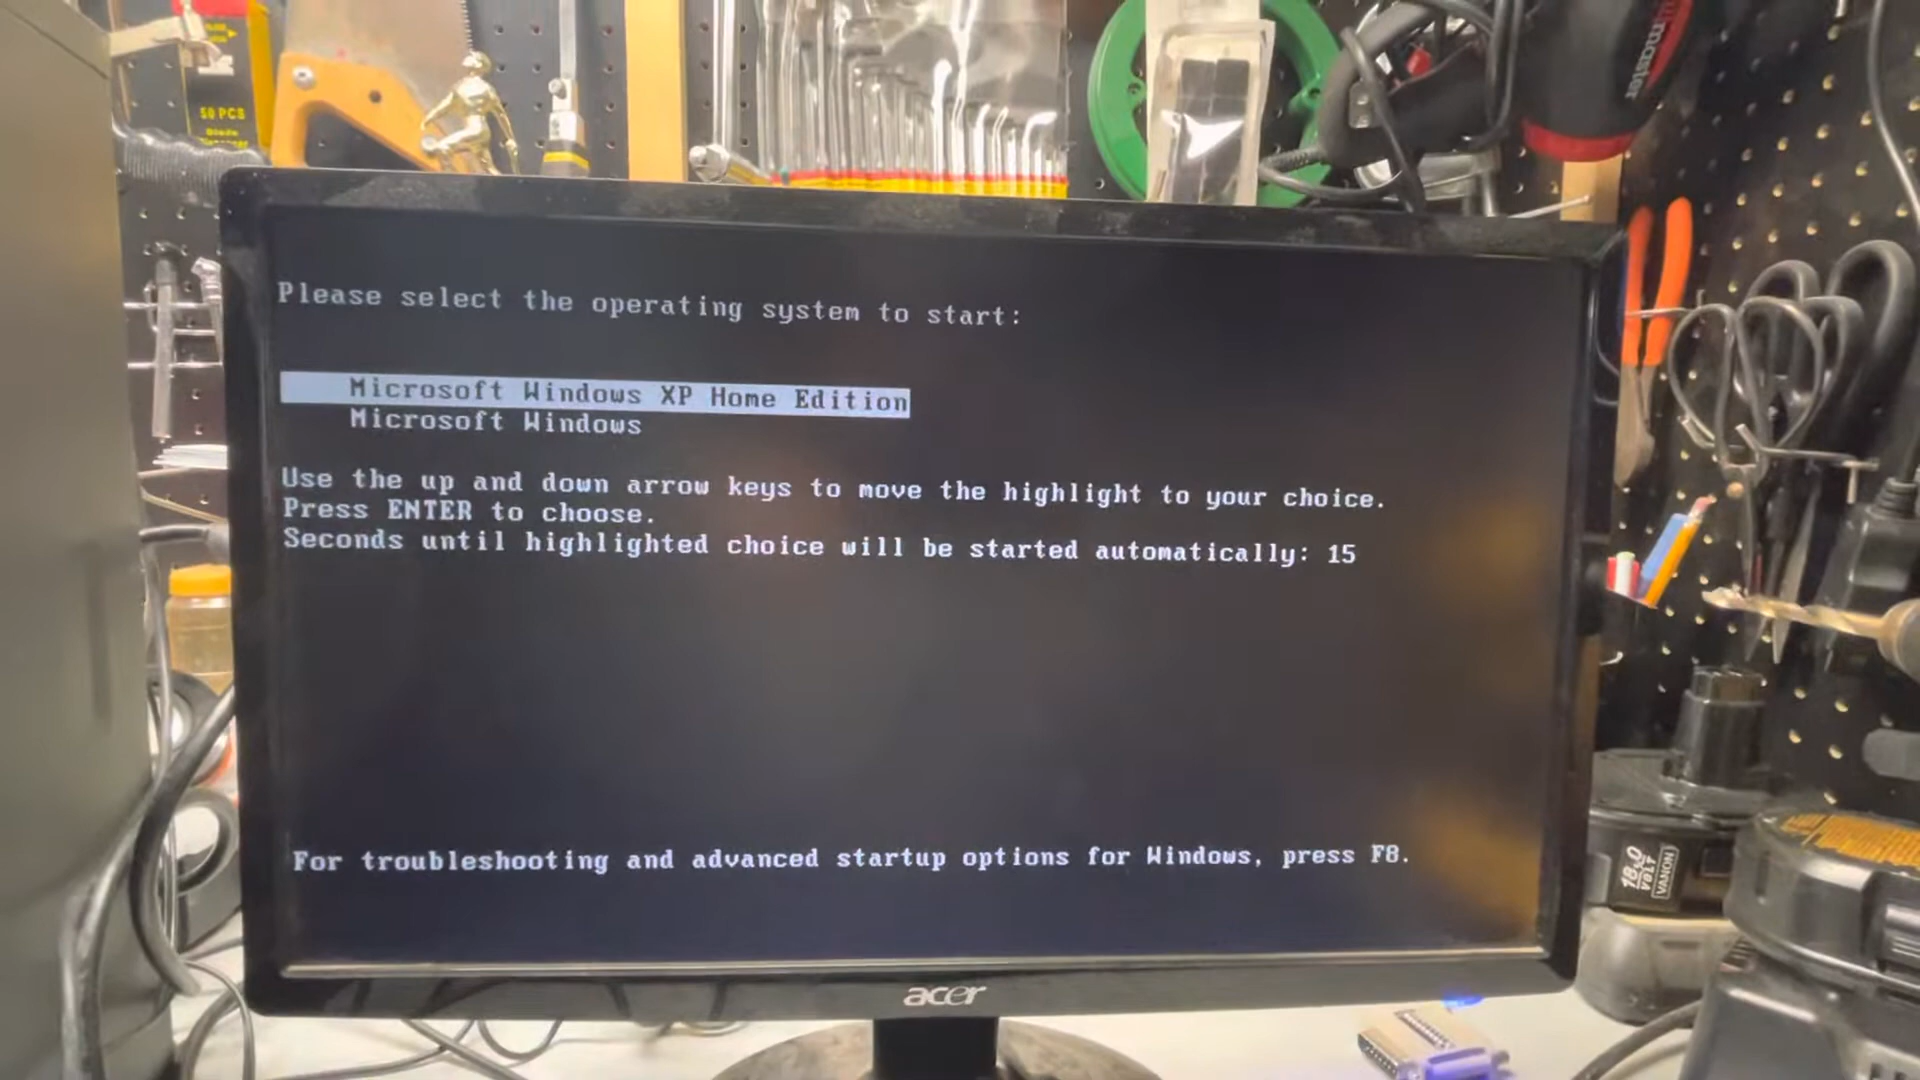 50 PCS
Blade
Please select the operating system to start:
Microsoft Windows XP Home Edition
Microsoft Windows
Use the up and down arrow keys to move the highlight to your choice.
Press ENTER to choose.
Seconds until highlighted choice will be started automatically: 15
For troubleshooting and advanced startup options for Windows, press F8.
acer
18.0
VOLT
VANON